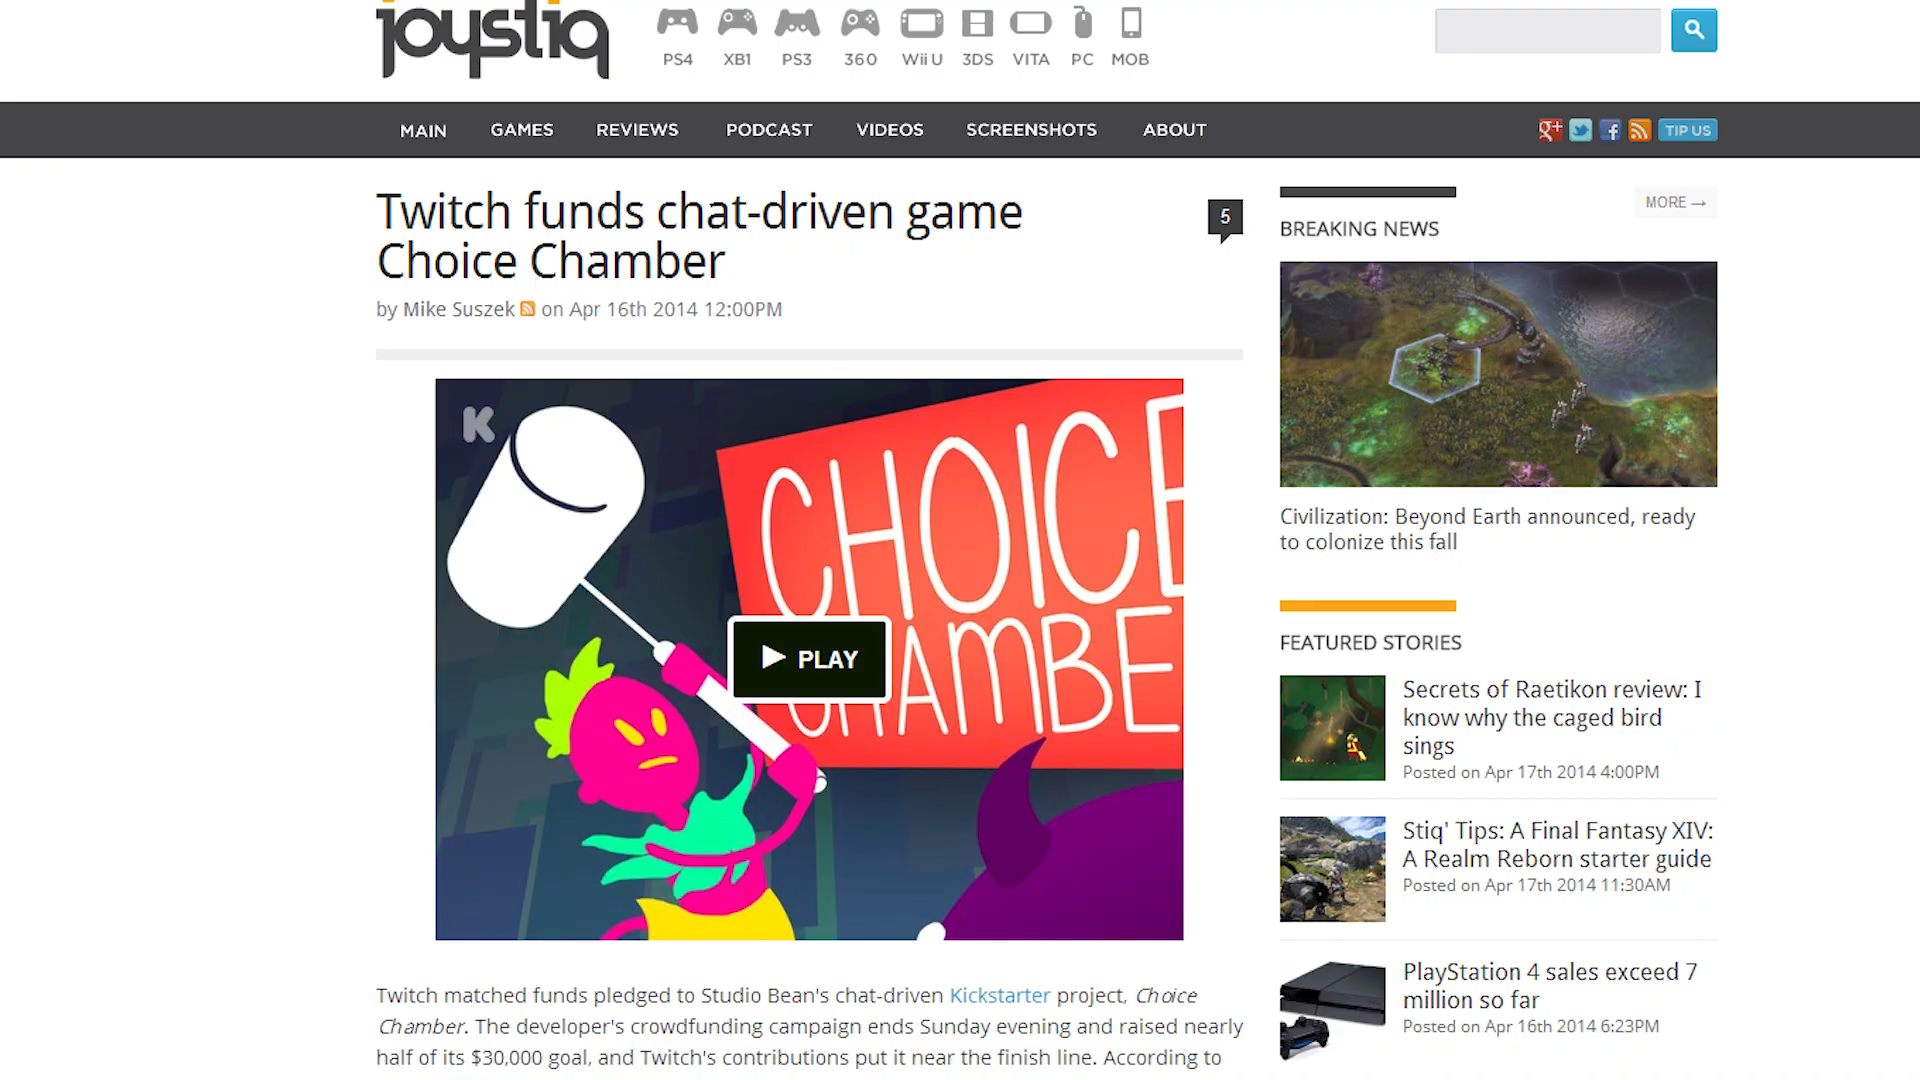 joystiq
PS4 XB1 PS3 360 Wii U 3DS VITA PC MOB
MAIN GAMES REVIEWS PODCAST VIDEOS SCREENSHOTS ABOUT
g+ f TIP US
Twitch funds chat-driven game
Choice Chamber
5
by Mike Suszek on Apr 16th 2014 12:00PM
K
CHOICE
CHAMBE
PLAY
Twitch matched funds pledged to Studio Bean's chat-driven Kickstarter project, Choice
Chamber. The developer's crowdfunding campaign ends Sunday evening and raised nearly
half of its $30,000 goal, and Twitch's contributions put it near the finish line. According to
MORE →
BREAKING NEWS
Civilization: Beyond Earth announced, ready
to colonize this fall
FEATURED STORIES
Secrets of Raetikon review: I
know why the caged bird
sings
Posted on Apr 17th 2014 4:00PM
Stiq' Tips: A Final Fantasy XIV:
A Realm Reborn starter guide
Posted on Apr 17th 2014 11:30AM
PlayStation 4 sales exceed 7
million so far
Posted on Apr 16th 2014 6:23PM